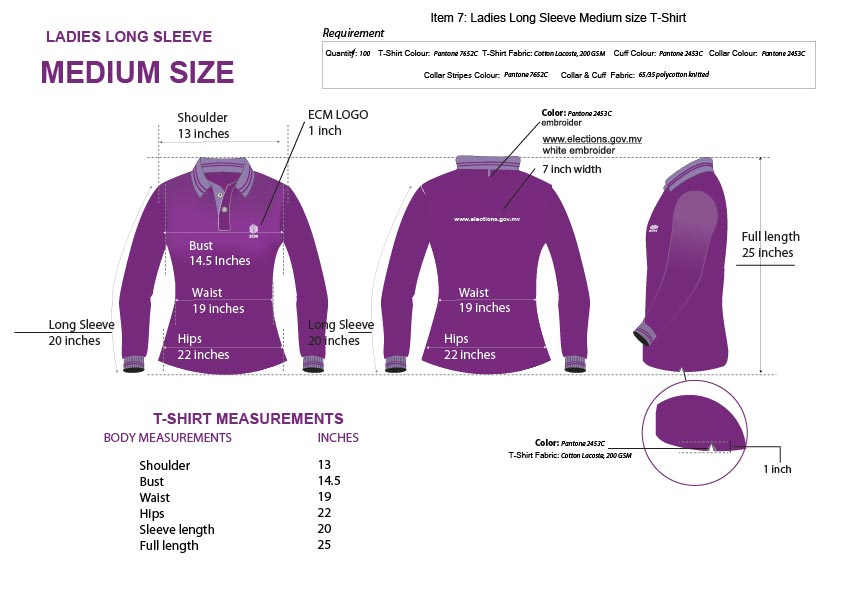 Item 7: Ladies Long Sleeve Medium size T-Shirt
LADIES LONG SLEEVE
MEDIUM SIZE
Requirement
Quantity: 100 T-Shirt Colour: Pantone 7652C T-Shirt Fabric: Cotton Lacoste, 200 GSM Cuff Colour: Pantone 2453C Collar Colour: Pantone 2453C
Collar Stripes Colour: Pantone 7652C Collar & Cuff Fabric: 65/35 polycotton knitted
Shoulder
13 inches
ECM LOGO
1 inch
Color: Pantone 2453C
embroider
www.elections.gov.mv
white embroider
7 inch width
www.elections.gov.mv
ECM
Bust
14.5 Inches
Waist
19 inches
Hips
22 inches
Long Sleeve
20 inches
Waist
19 inches
Hips
22 inches
Long Sleeve
20 inches
Full length
25 inches
T-SHIRT MEASUREMENTS
BODY MEASUREMENTS INCHES
Shoulder 13
Bust 14.5
Waist 19
Hips 22
Sleeve length 20
Full length 25
Color: Pantone 2453C
T-Shirt Fabric: Cotton Lacoste, 200 GSM
1 inch